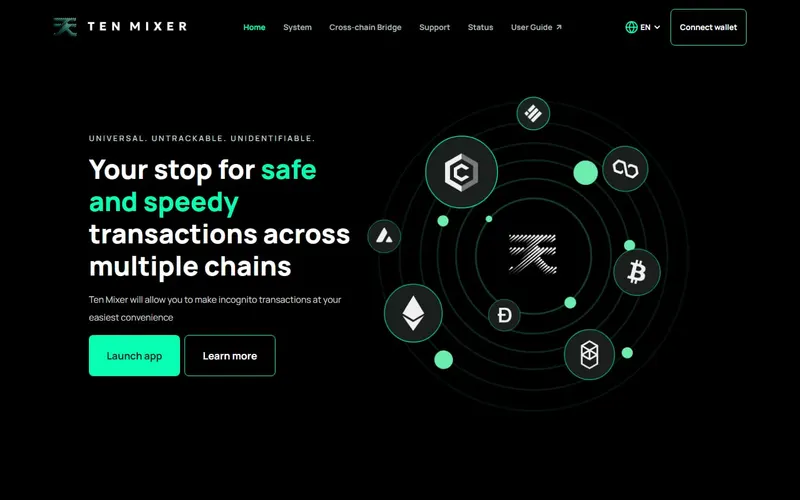 TEN MIXER
Home
System
Cross-chain Bridge
Support
Status
User Guide
EN
Connect wallet
UNIVERSAL. UNTRACKABLE. UNIDENTIFIABLE.
Your stop for safe
and speedy
transactions across
multiple chains
Ten Mixer will allow you to make incognito transactions at your
easiest convenience
Launch app
Learn more